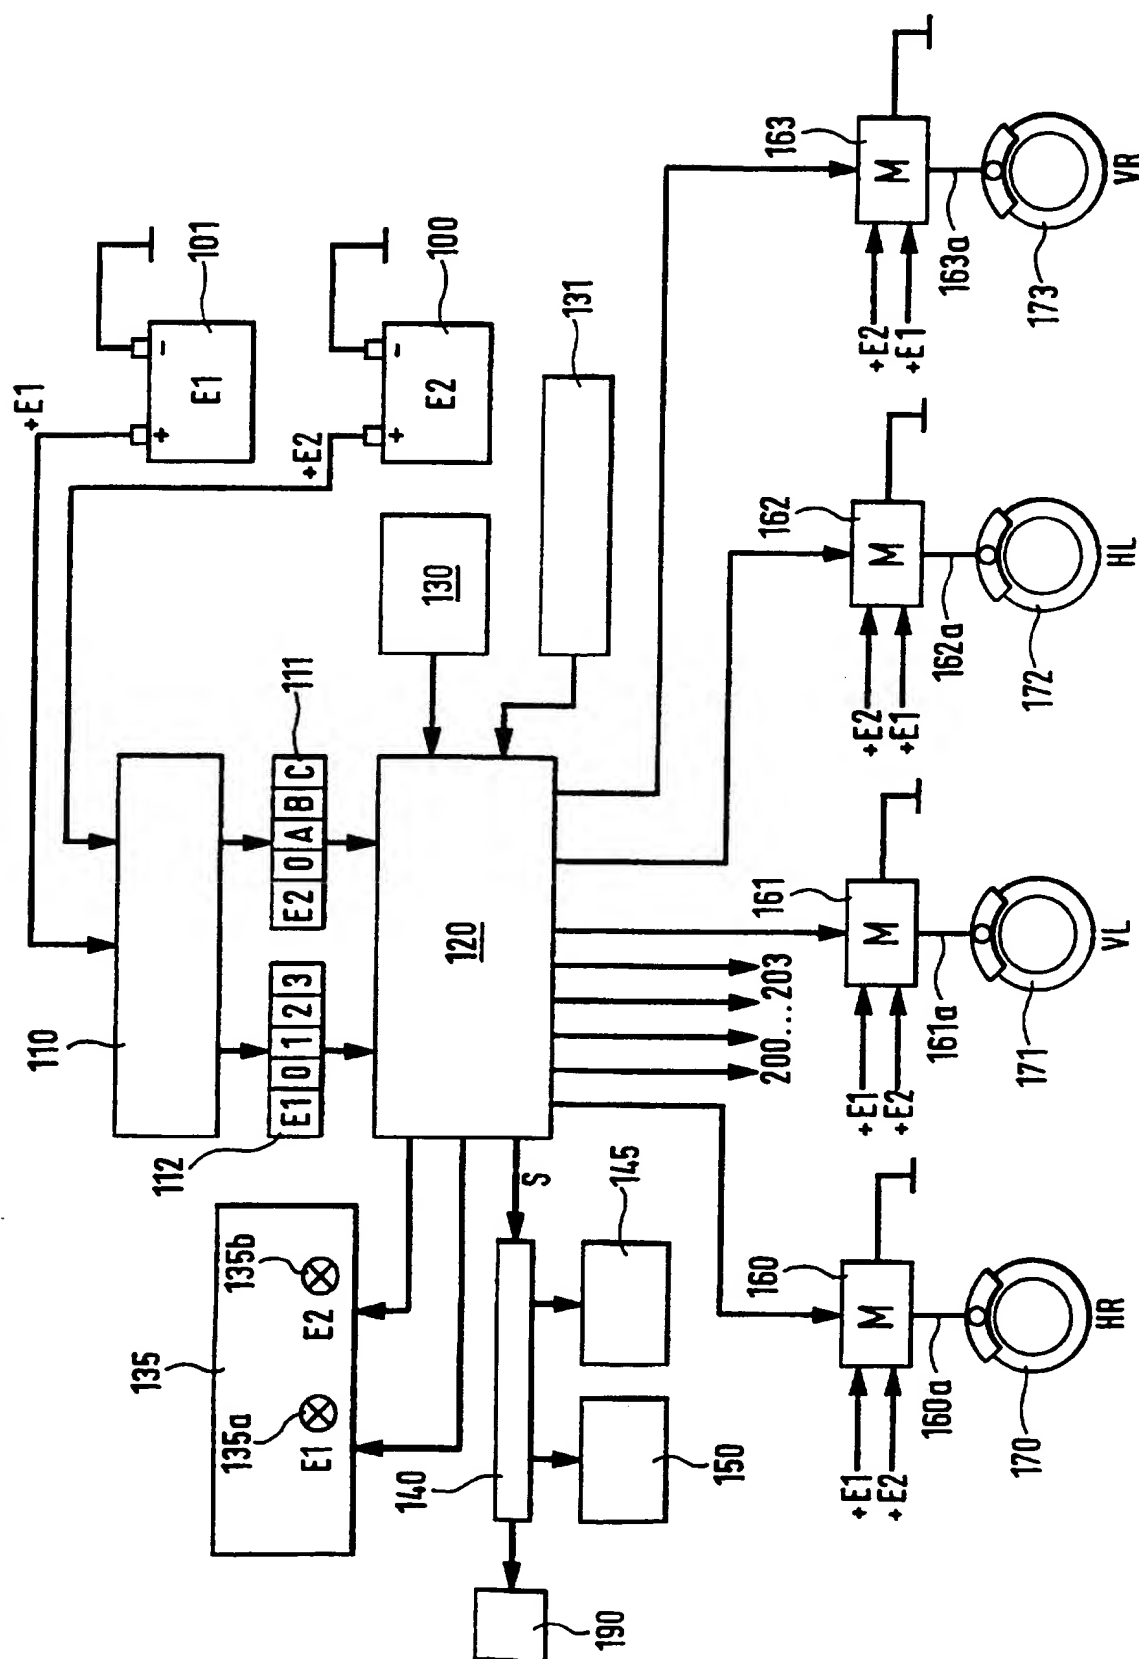 +E1
+E2
+ E1 -
101
+ E2 -
100
110
130
131
112
E1 0 1 2 3
E2 0 A B C
111
120
135
135a
135b
E1
E2
S
140
145
150
190
200...203
160
161
162
163
M
M
M
M
+E1
+E2
+E1
+E2
+E2
+E1
+E2
+E1
160a
161a
162a
163a
170
171
172
173
HR
VL
HL
VR